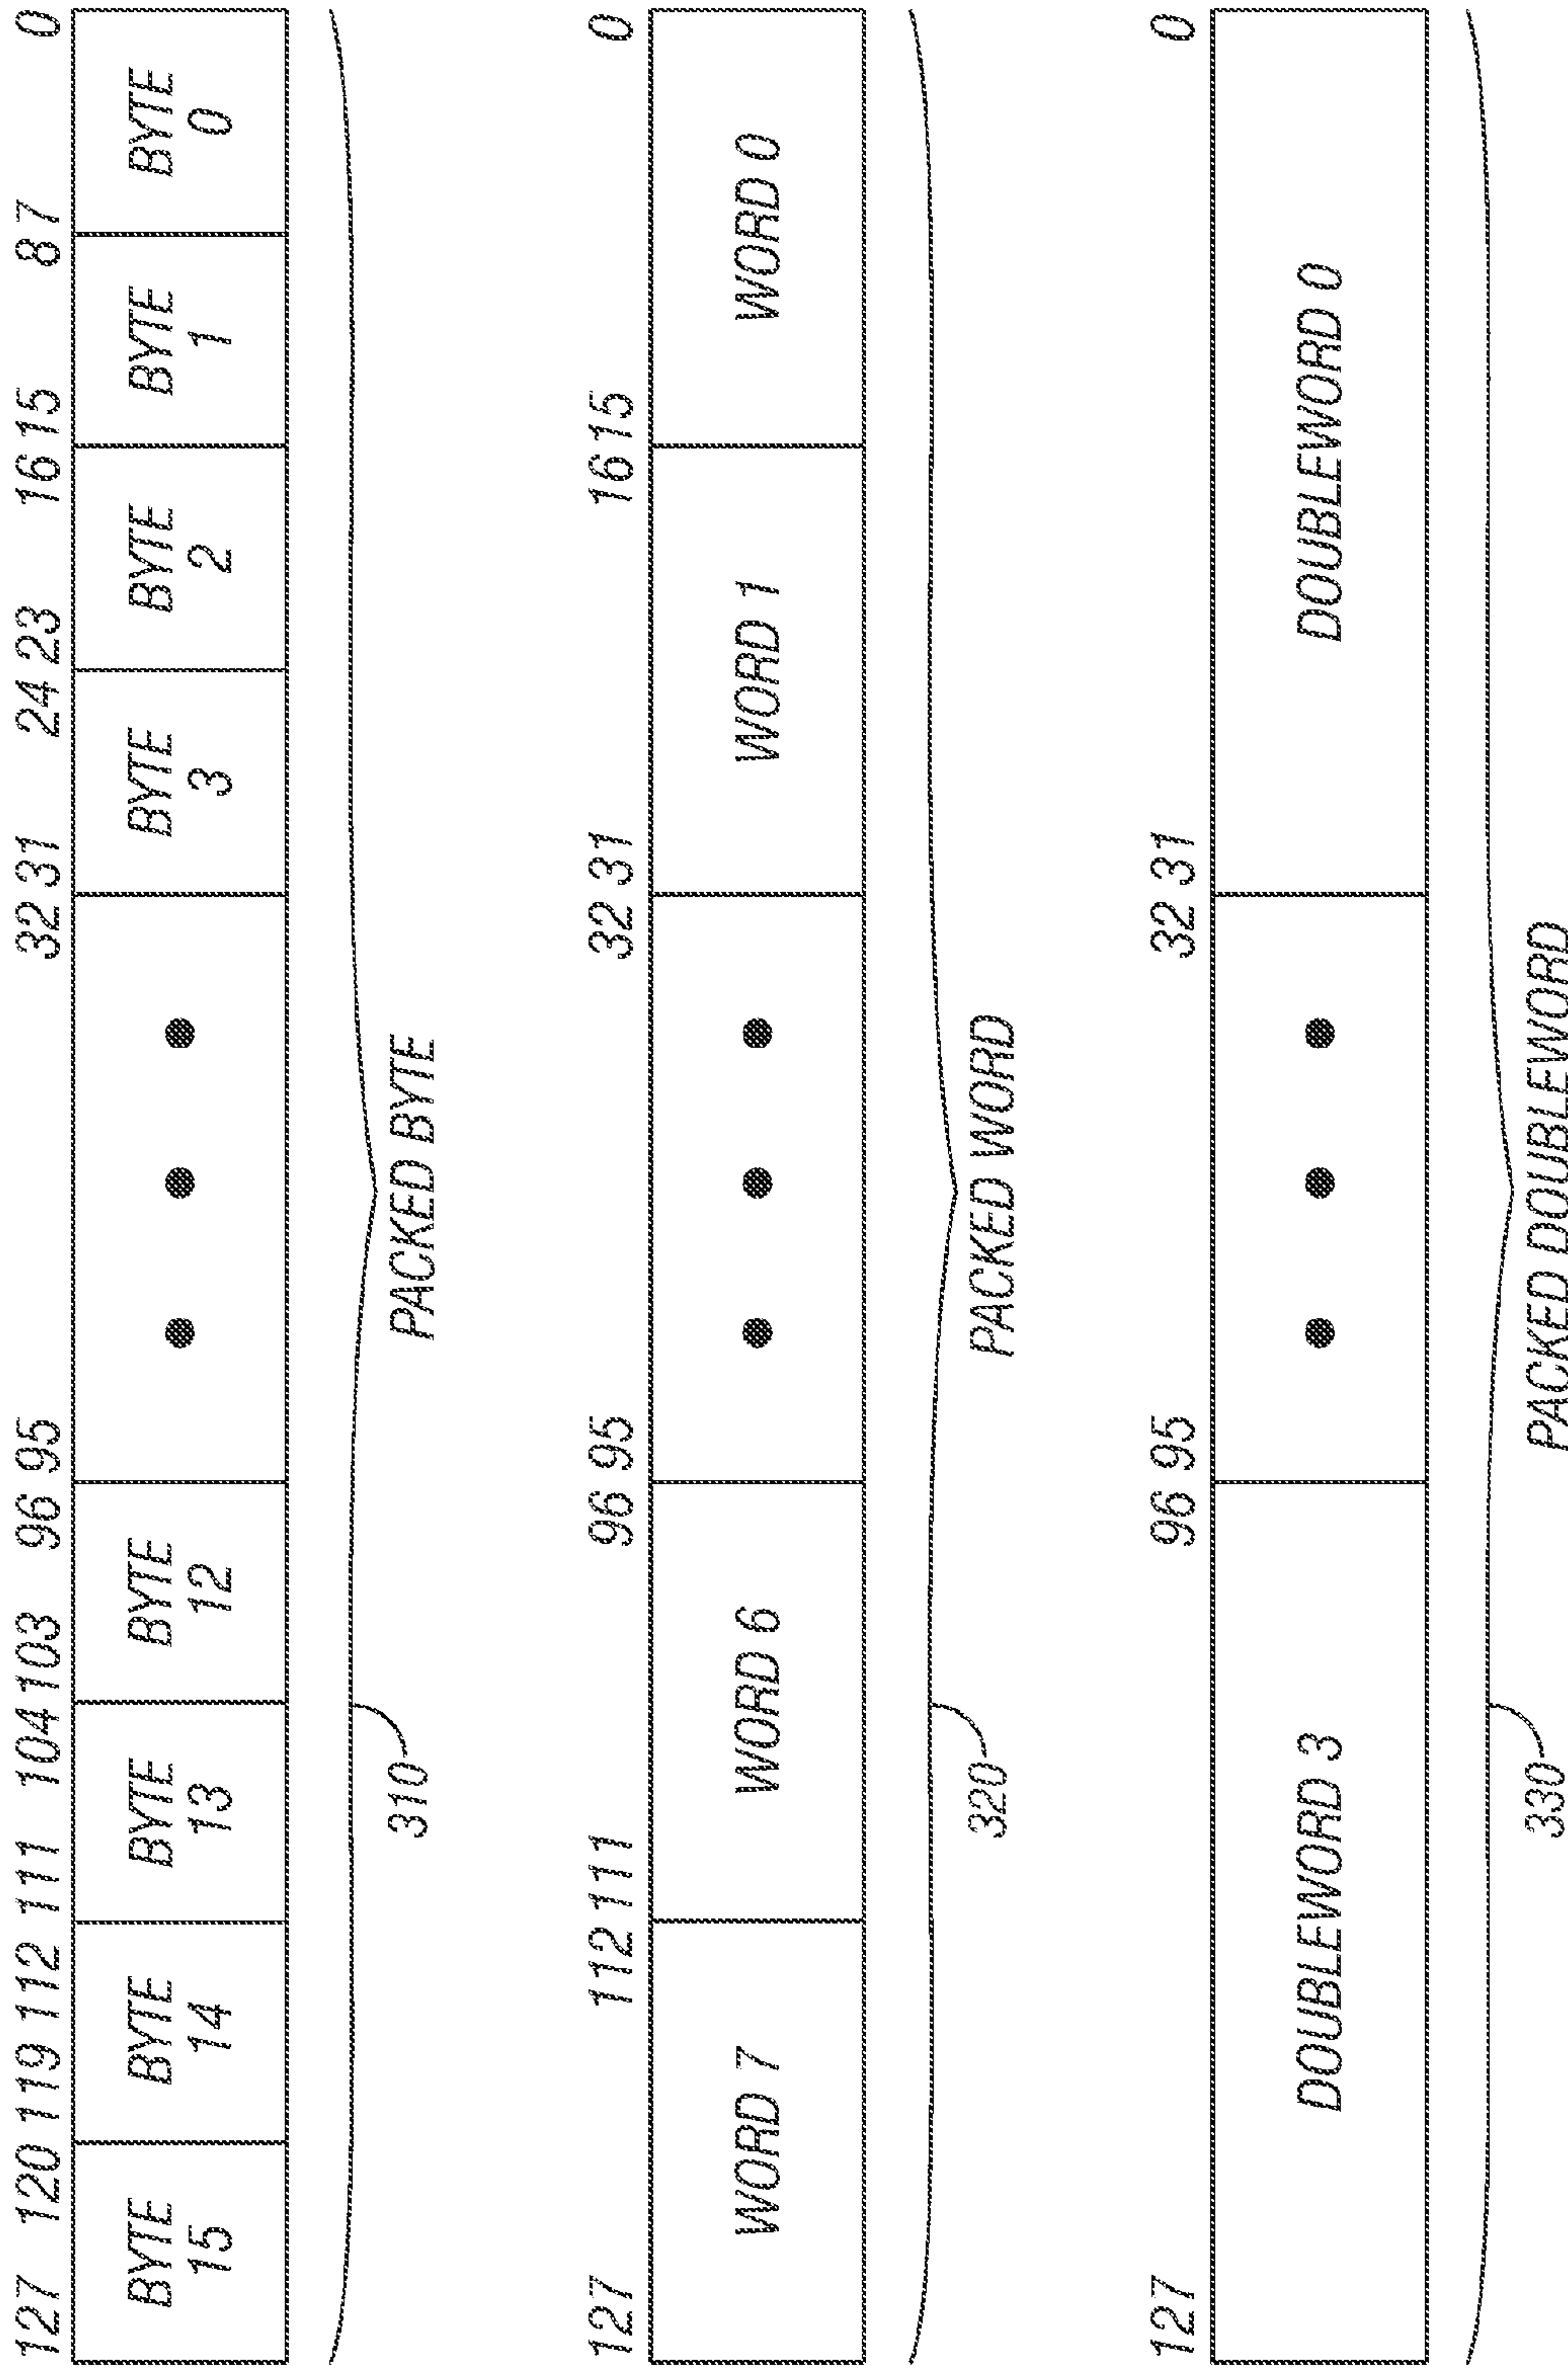 127 120 119 112 111 104 103 96 95 32 31 24 23 16 15 8 7 0
BYTE 15 BYTE 14 BYTE 13 BYTE 12 BYTE 3 BYTE 2 BYTE 1 BYTE 0
310
PACKED BYTE
127 112 111 96 95 32 31 16 15 0
WORD 7 WORD 6 WORD 1 WORD 0
320
PACKED WORD
127 96 95 32 31 0
DOUBLEWORD 3 DOUBLEWORD 0
330
PACKED DOUBLEWORD